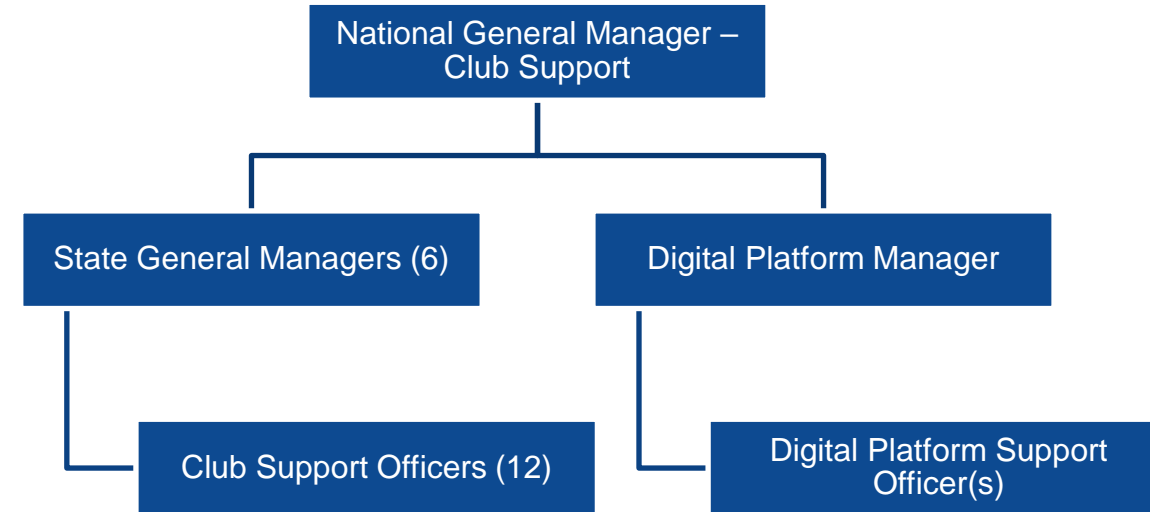 National General Manager –
Club Support
State General Managers (6)
Digital Platform Manager
Club Support Officers (12)
Digital Platform Support
Officer(s)